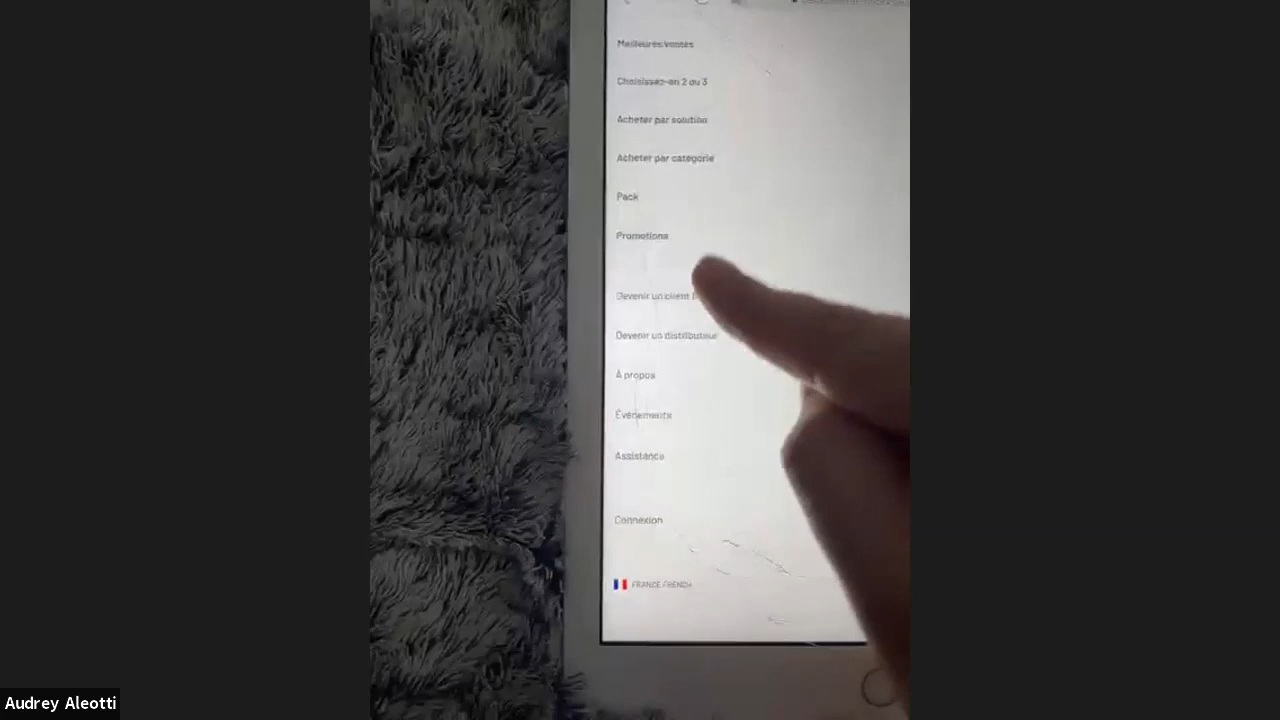 Meilleures ventes
Choisissez-en 2 ou 3
Acheter par solution
Acheter par catégorie
Pack
Promotions
Devenir un client
Devenir un distributeur
À propos
Événements
Assistance
Connexion
FRANCE FRENCH
Audrey Aleotti